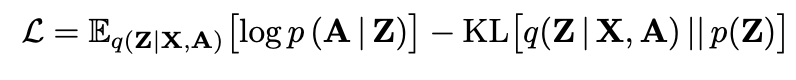 ℒ = 𝔼_{q(𝐙|𝐗,𝐀)}[log p (𝐀 | 𝐙)] − KL[q(𝐙 | 𝐗, 𝐀) || p(𝐙)]